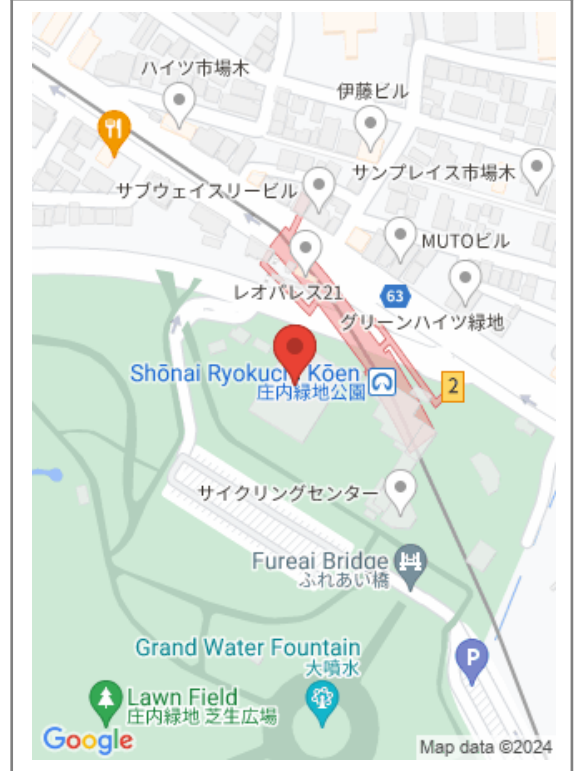 ハイツ市場木
伊藤ビル
サンプレイス市場木
サブウェイスリービル
MUTOビル
レオパレス21
63
グリーンハイツ緑地
Shōnai Ryokuchi Kōen
庄内緑地公園
2
サイクリングセンター
Fureai Bridge
ふれあい橋
Grand Water Fountain
大噴水
P
Lawn Field
庄内緑地 芝生広場
Google
Map data ©2024